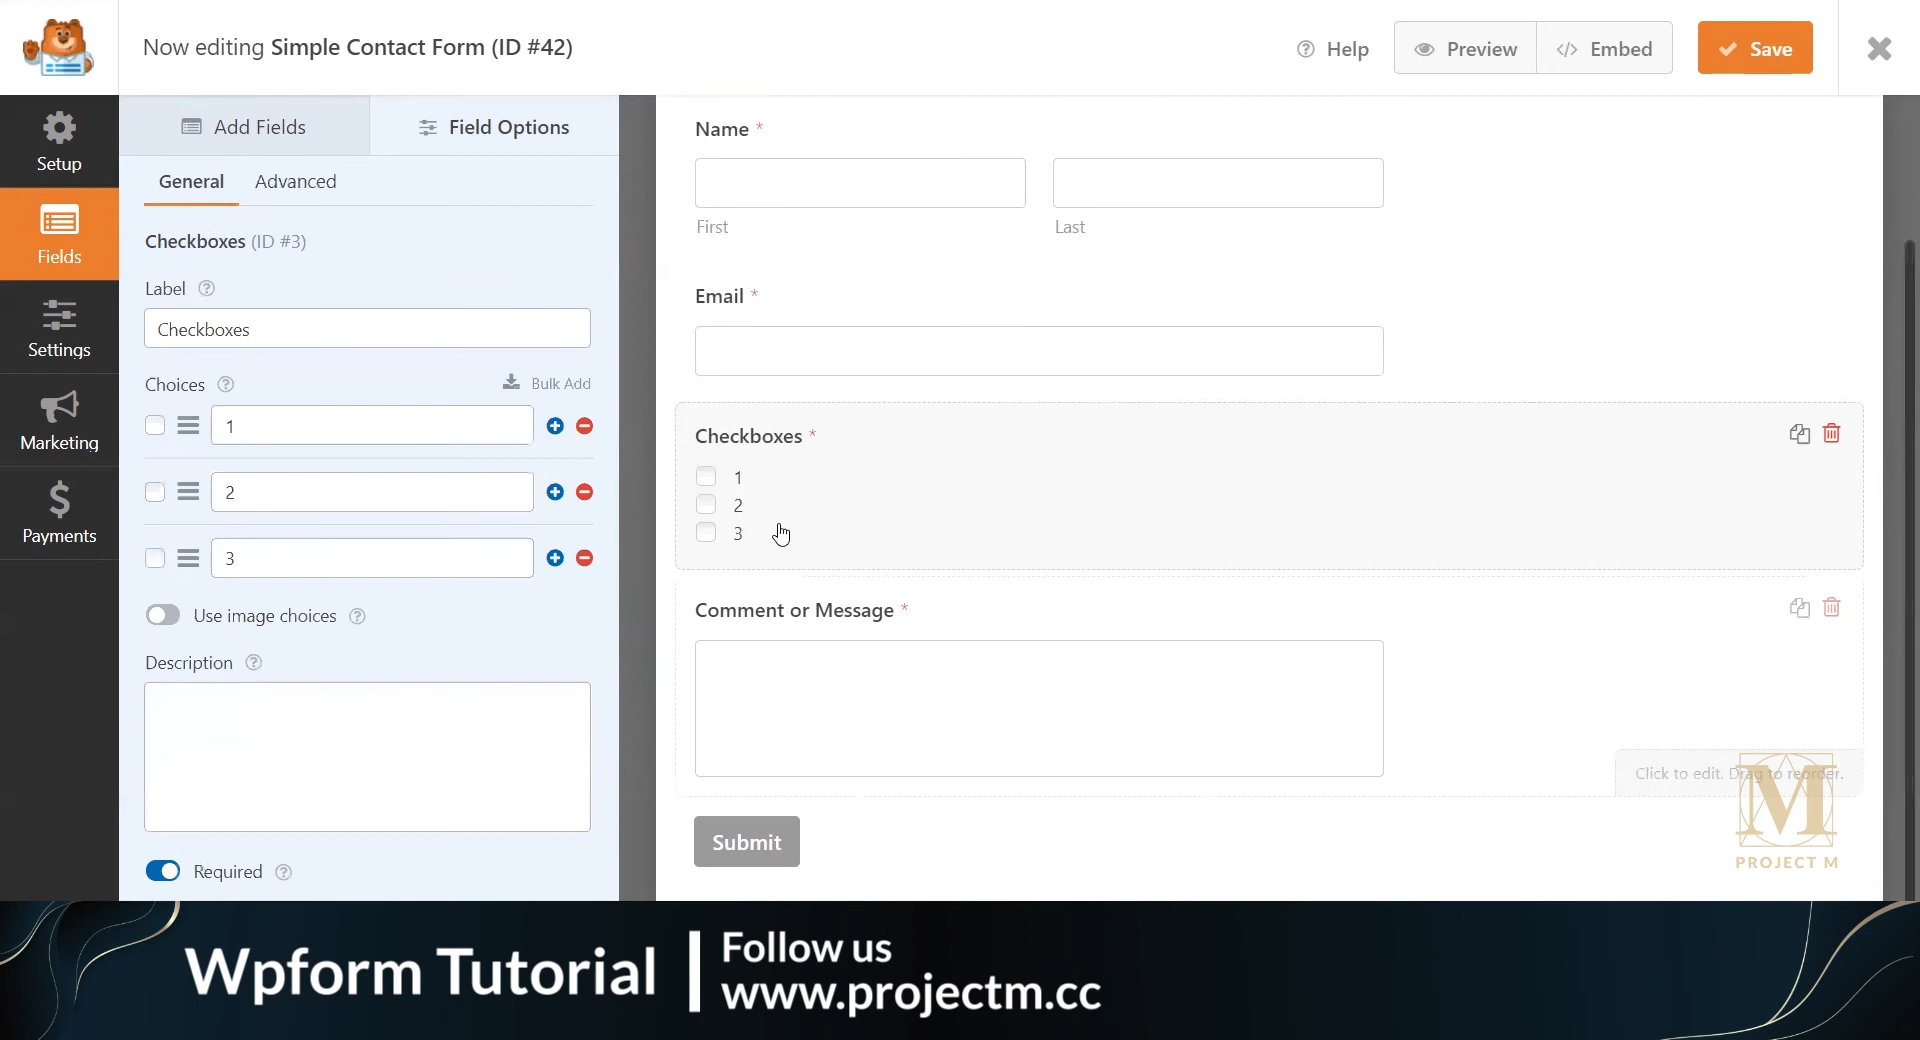 Now editing Simple Contact Form (ID #42)
Help
Preview
Embed
Save
Setup
Fields
Settings
Marketing
Payments
Add Fields
Field Options
General
Advanced
Checkboxes (ID #3)
Label
Checkboxes
Choices
Bulk Add
1
2
3
Use image choices
Description
Required
Name *
First
Last
Email *
Checkboxes *
1
2
3
Comment or Message *
Click to edit. Drag to reorder.
Submit
M
PROJECT M
Wpform Tutorial
Follow us
www.projectm.cc